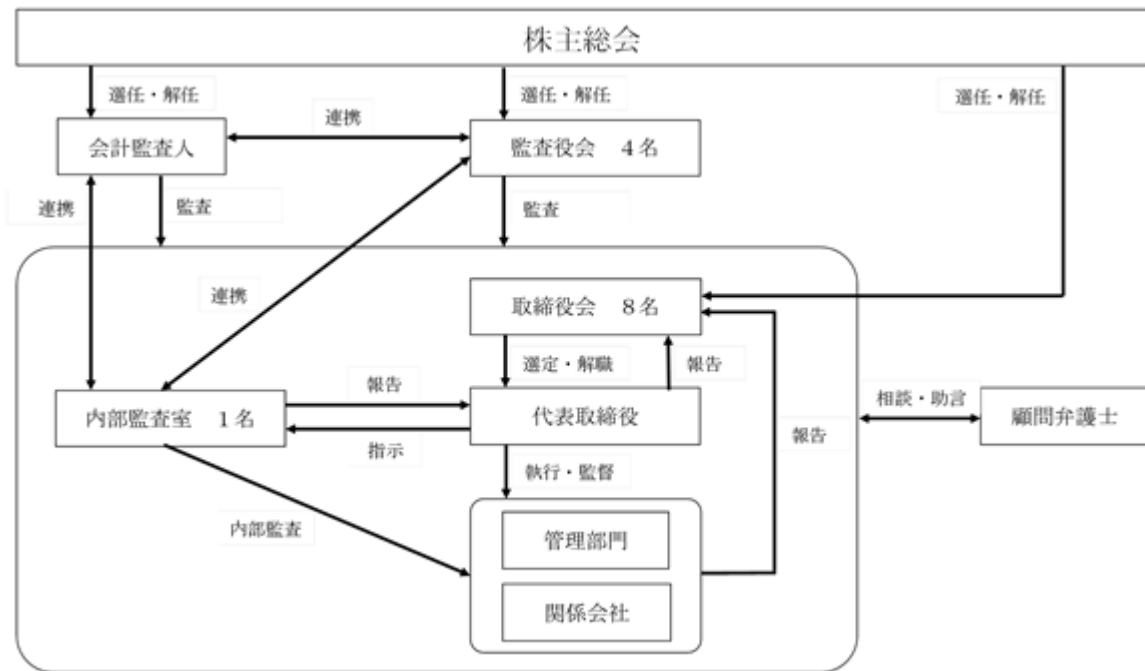 株主総会
選任・解任
選任・解任
選任・解任
連携
会計監査人
監査役会　4名
連携
監査
監査
連携
取締役会　8名
選定・解職
報告
報告
内部監査室　1名
代表取締役
相談・助言
顧問弁護士
指示
報告
執行・監督
内部監査
管理部門
関係会社